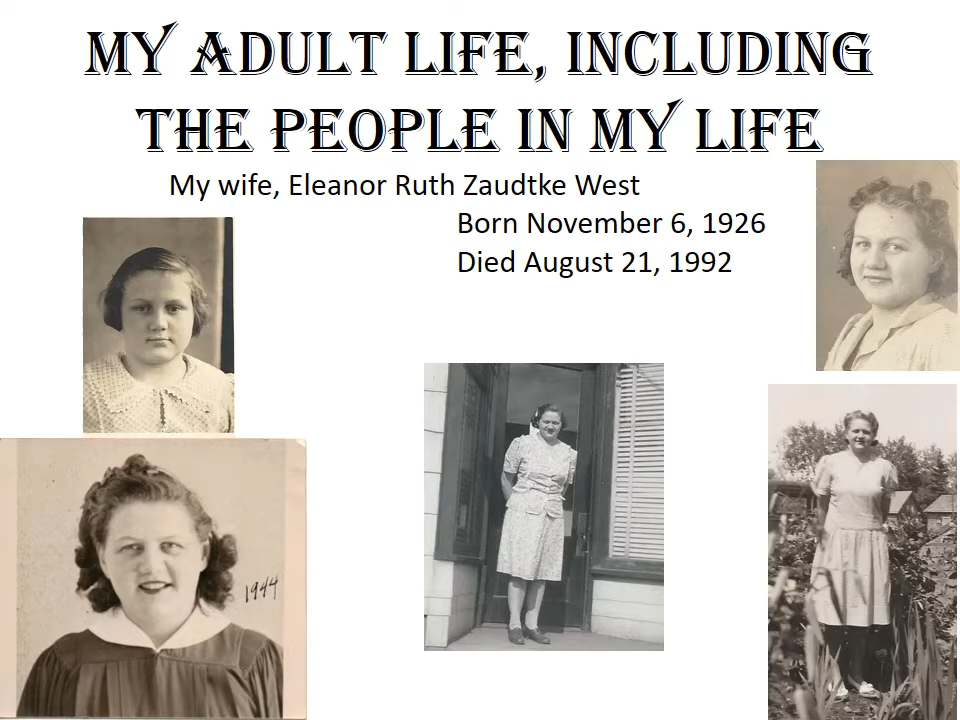 MY ADULT LIFE, INCLUDING
THE PEOPLE IN MY LIFE
My wife, Eleanor Ruth Zaudtke West
Born November 6, 1926
Died August 21, 1992
1944